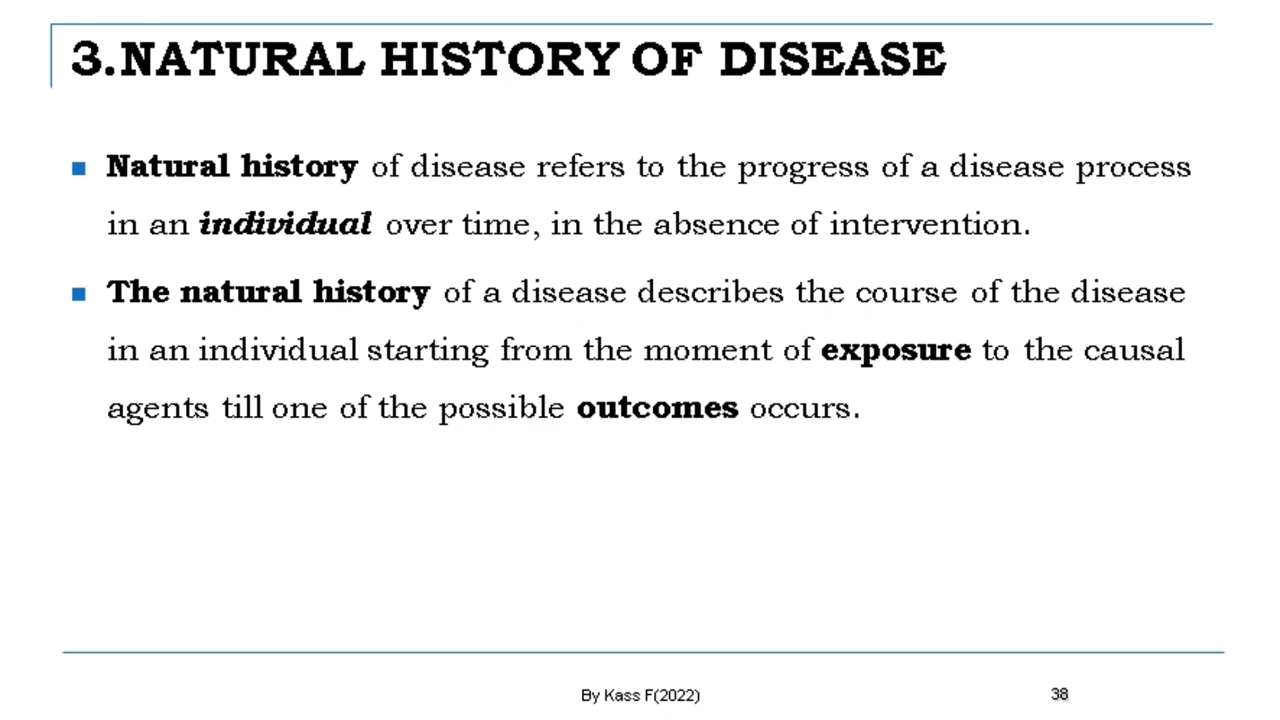 3.NATURAL HISTORY OF DISEASE
Natural history of disease refers to the progress of a disease process
in an individual over time, in the absence of intervention.
The natural history of a disease describes the course of the disease
in an individual starting from the moment of exposure to the causal
agents till one of the possible outcomes occurs.
By Kass F(2022)
38